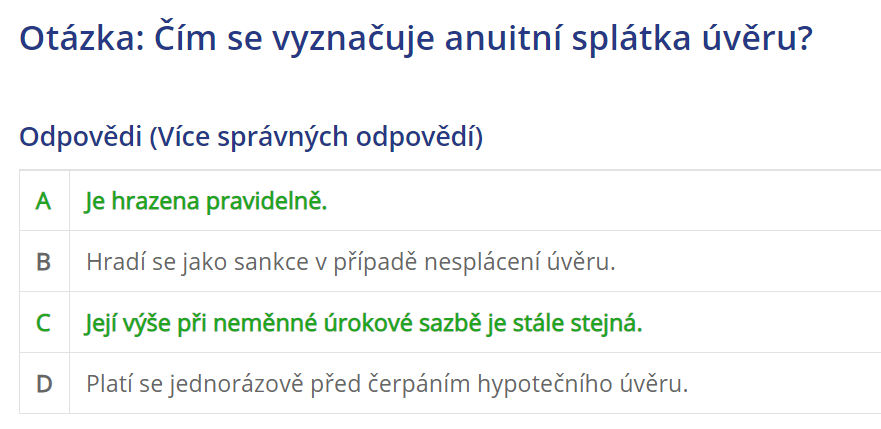 Otázka: Čím se vyznačuje anuitní splátka úvěru?
Odpovědi (Více správných odpovědí)
A Je hrazena pravidelně.
B Hradí se jako sankce v případě nesplácení úvěru.
C Její výše při neměnné úrokové sazbě je stále stejná.
D Platí se jednorázově před čerpáním hypotečního úvěru.